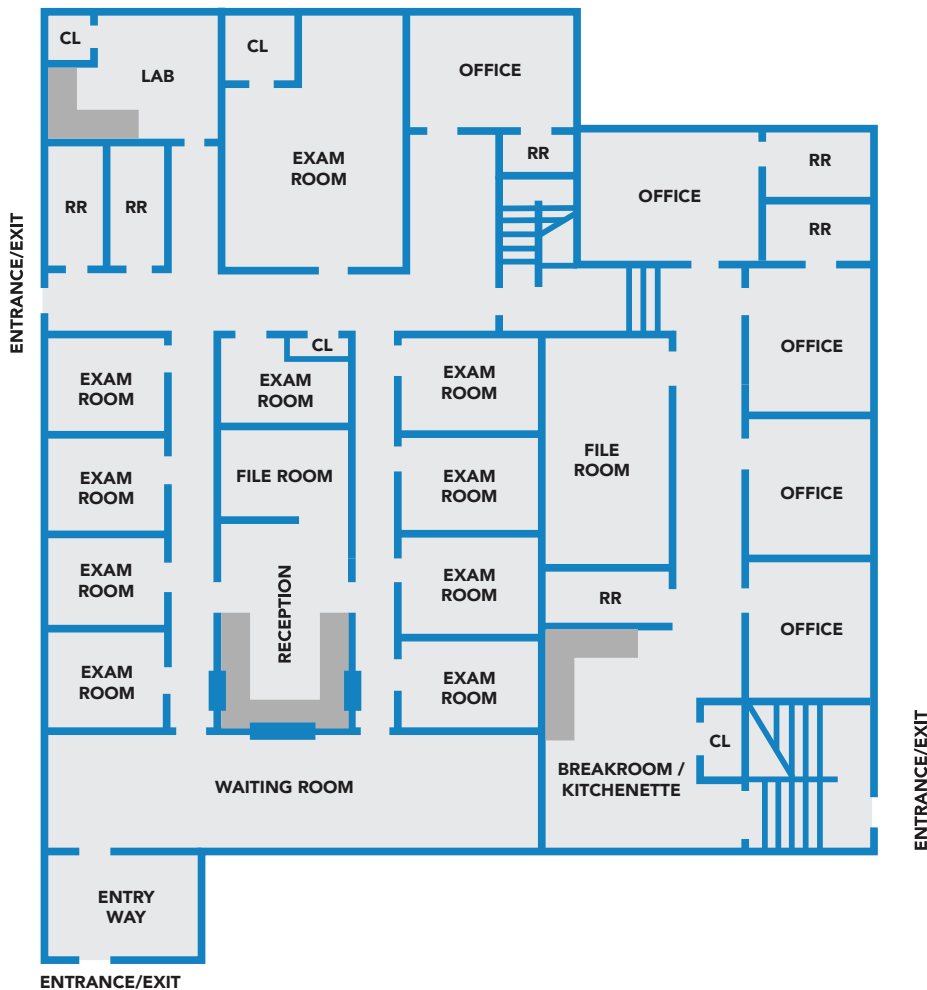 CL
LAB
CL
OFFICE
EXAM
ROOM
RR
RR
RR
OFFICE
RR
RR
ENTRANCE/EXIT
EXAM
ROOM
CL
EXAM
ROOM
EXAM
ROOM
OFFICE
EXAM
ROOM
FILE ROOM
EXAM
ROOM
FILE
ROOM
OFFICE
EXAM
ROOM
RECEPTION
EXAM
ROOM
RR
OFFICE
EXAM
ROOM
EXAM
ROOM
CL
WAITING ROOM
BREAKROOM /
KITCHENETTE
ENTRANCE/EXIT
ENTRY
WAY
ENTRANCE/EXIT